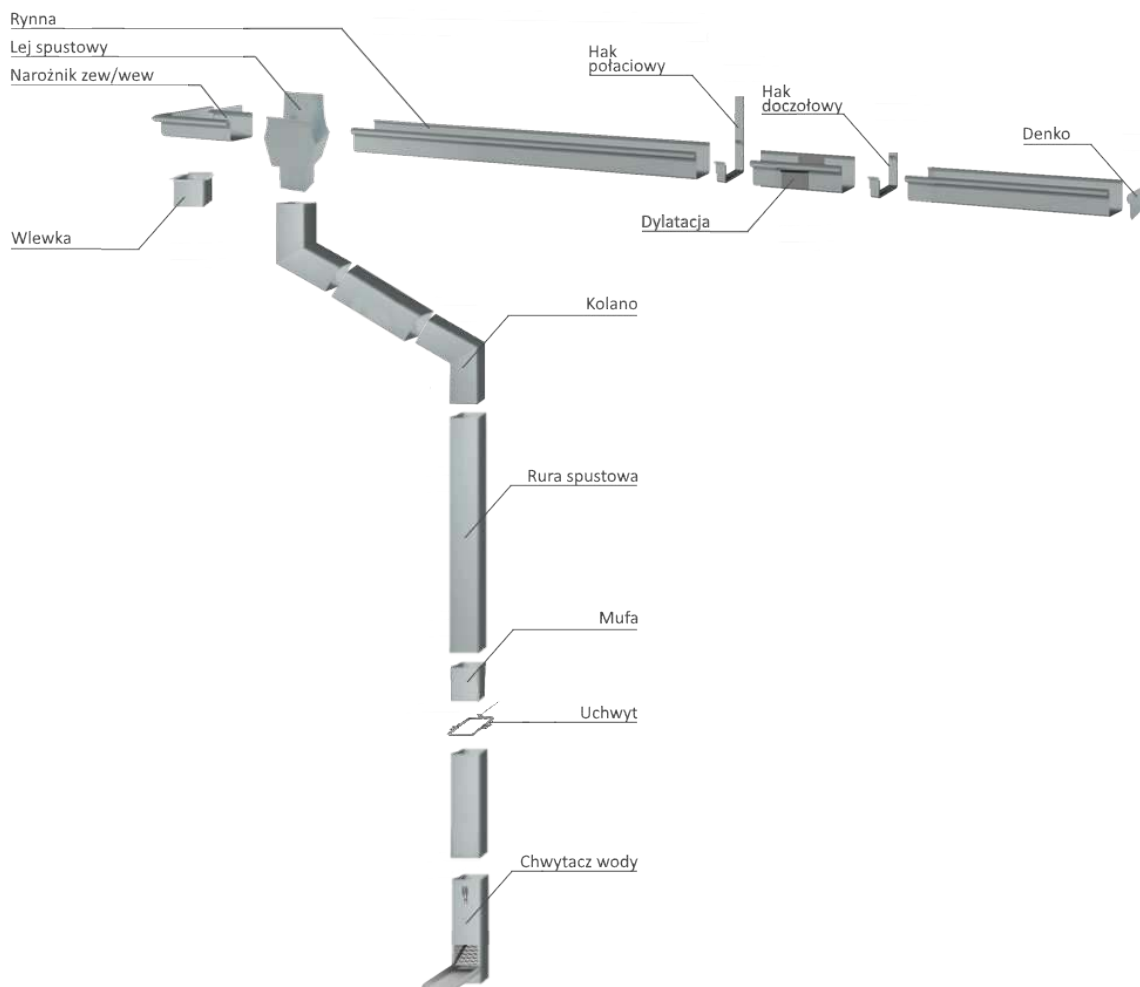 Rynna
Lej spustowy
Narożnik zew/wew
Hak
połaciowy
Hak
doczołowy
Denko
Dylatacja
Wlewka
Kolano
Rura spustowa
Mufa
Uchwyt
Chwytacz wody